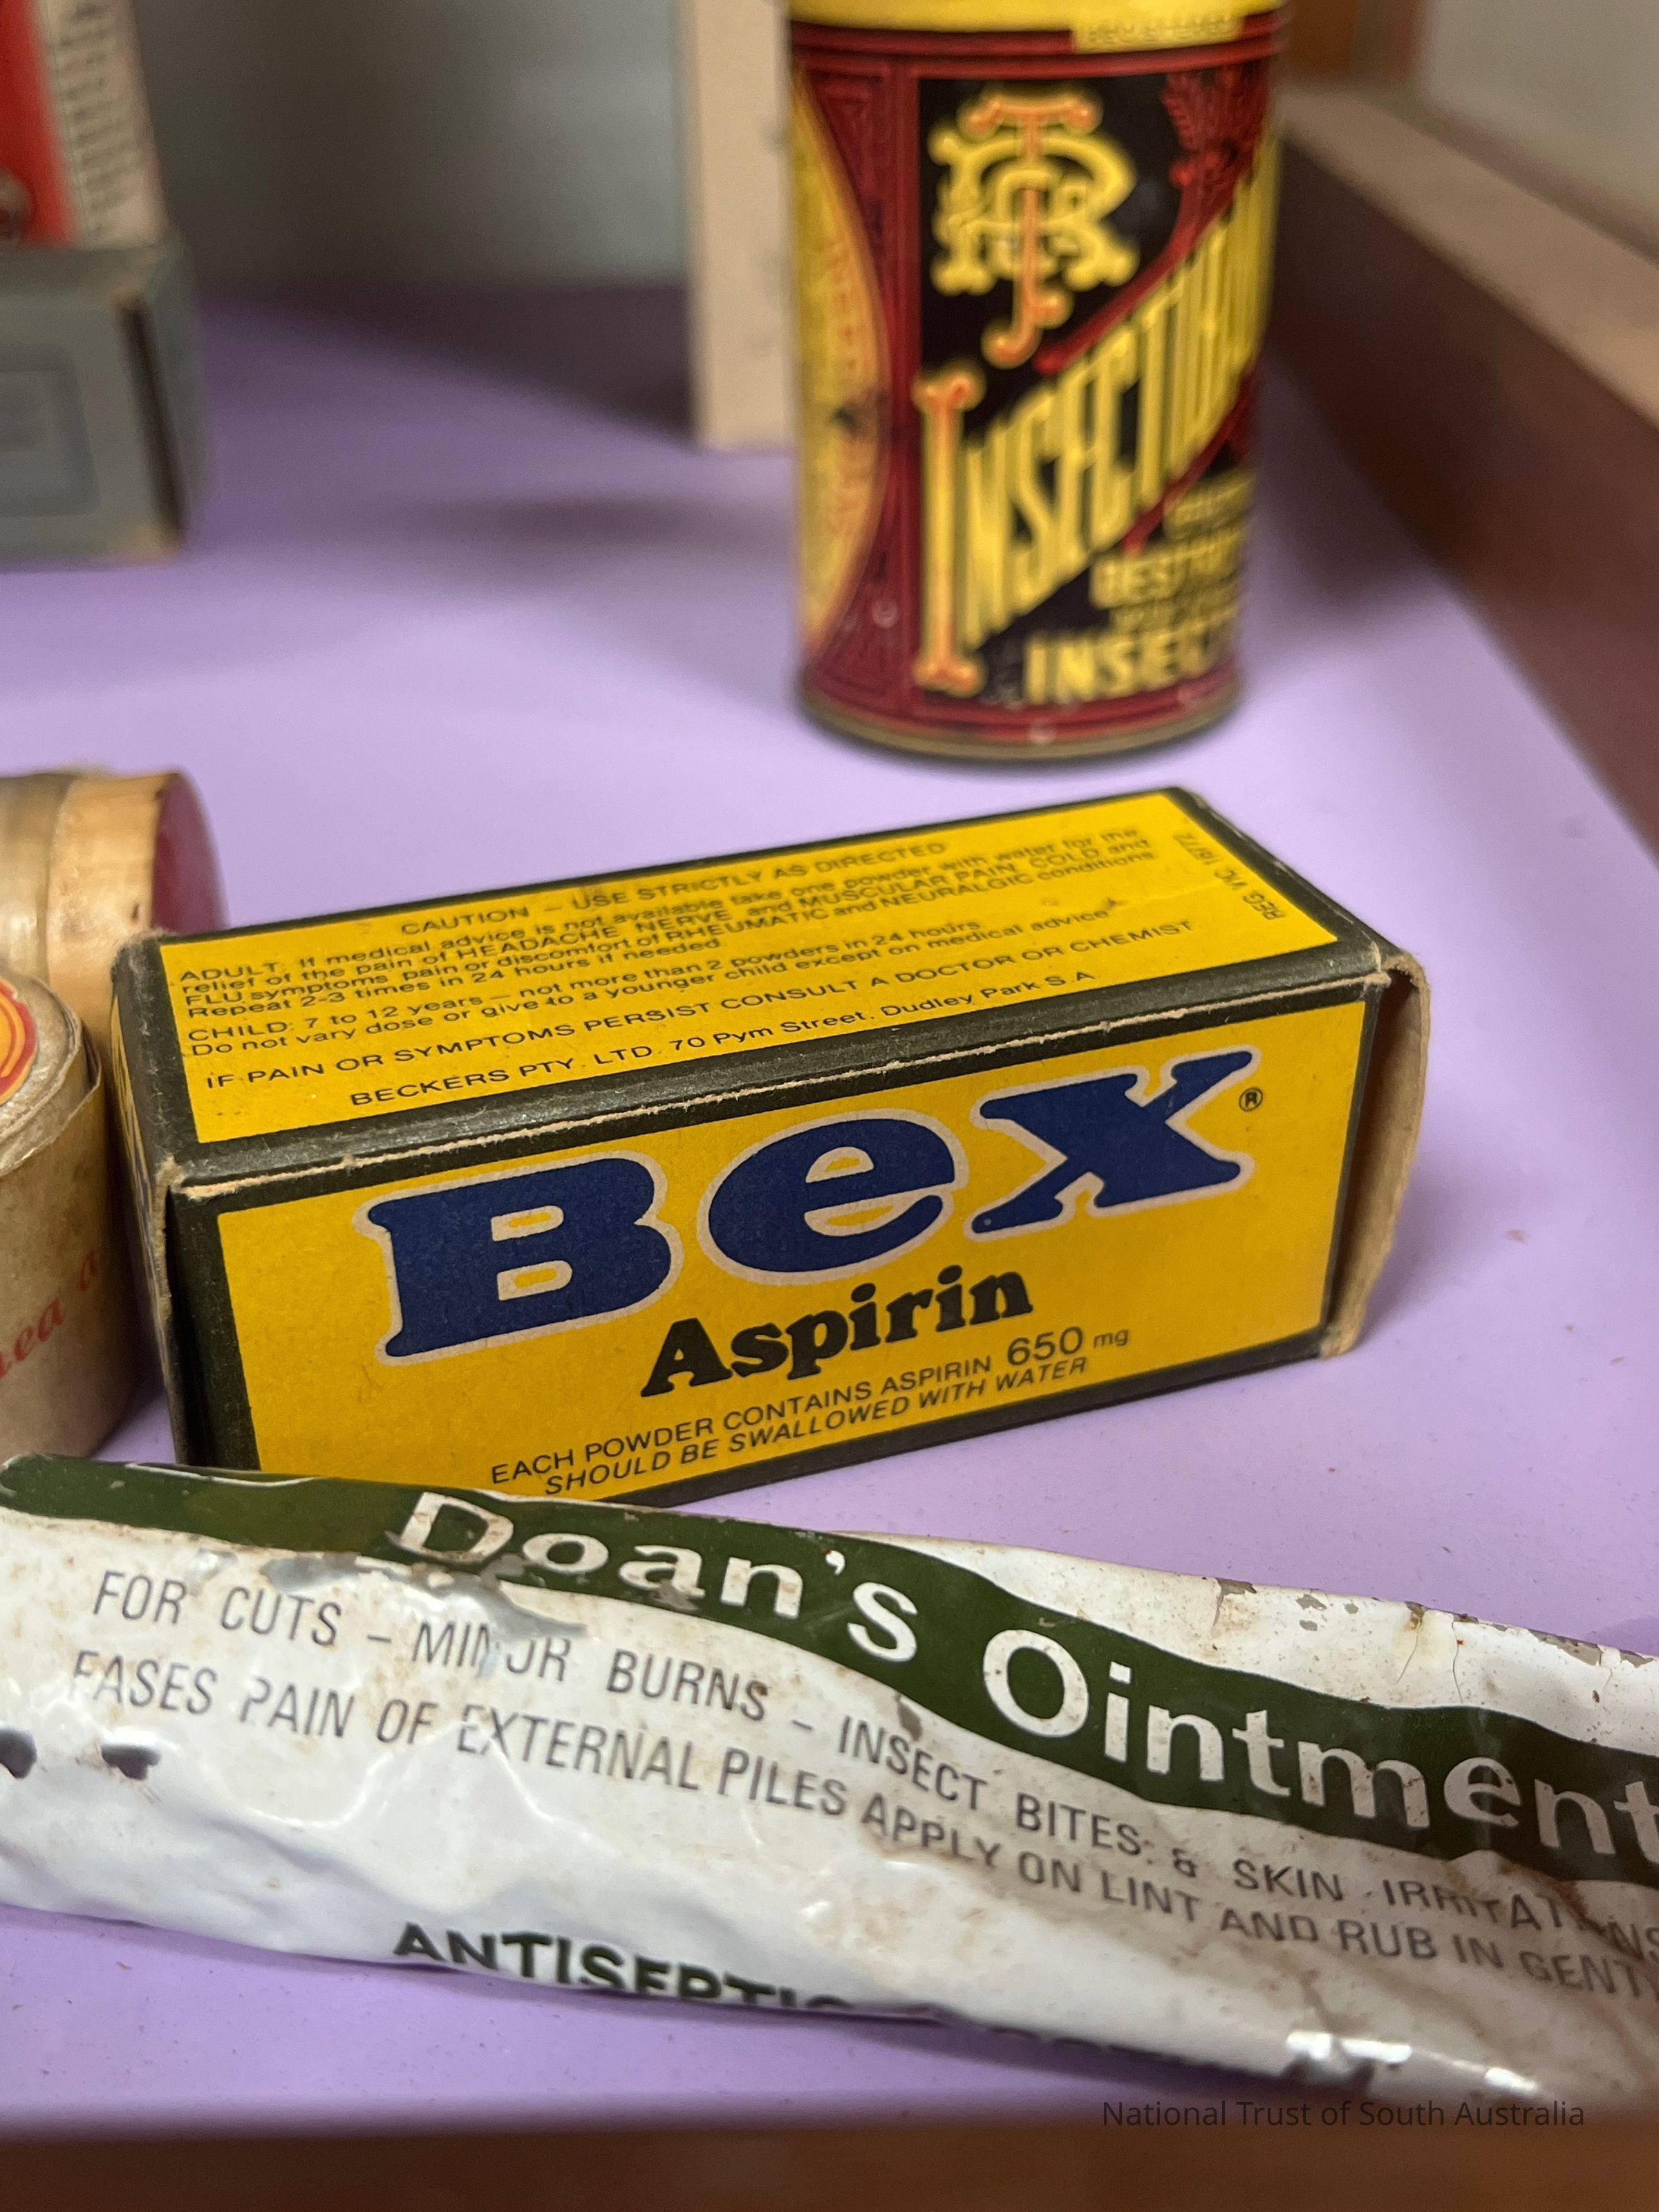 CAUTION – USE STRICTLY AS DIRECTED
ADULT: If medical advice is not available take one powder with water for the
relief of the pain of HEADACHE NERVE and MUSCULAR PAIN, COLD and
FLU symptoms pain or discomfort of RHEUMATIC and NEURALGIC conditions
Repeat 2-3 times in 24 hours if needed
CHILD: 7 to 12 years – not more than 2 powders in 24 hours
Do not vary dose or give to a younger child except on medical advice
IF PAIN OR SYMPTOMS PERSIST CONSULT A DOCTOR OR CHEMIST
BECKERS PTY. LTD. 70 Pym Street. Dudley Park S.A
REG. VIC.
Bex®
Aspirin
EACH POWDER CONTAINS ASPIRIN 650 mg
SHOULD BE SWALLOWED WITH WATER
Doan's Ointment
FOR CUTS – MINOR BURNS – INSECT BITES & SKIN IRRITATIONS
EASES PAIN OF EXTERNAL PILES APPLY ON LINT AND RUB IN GENTLY
ANTISEPTIC
National Trust of South Australia